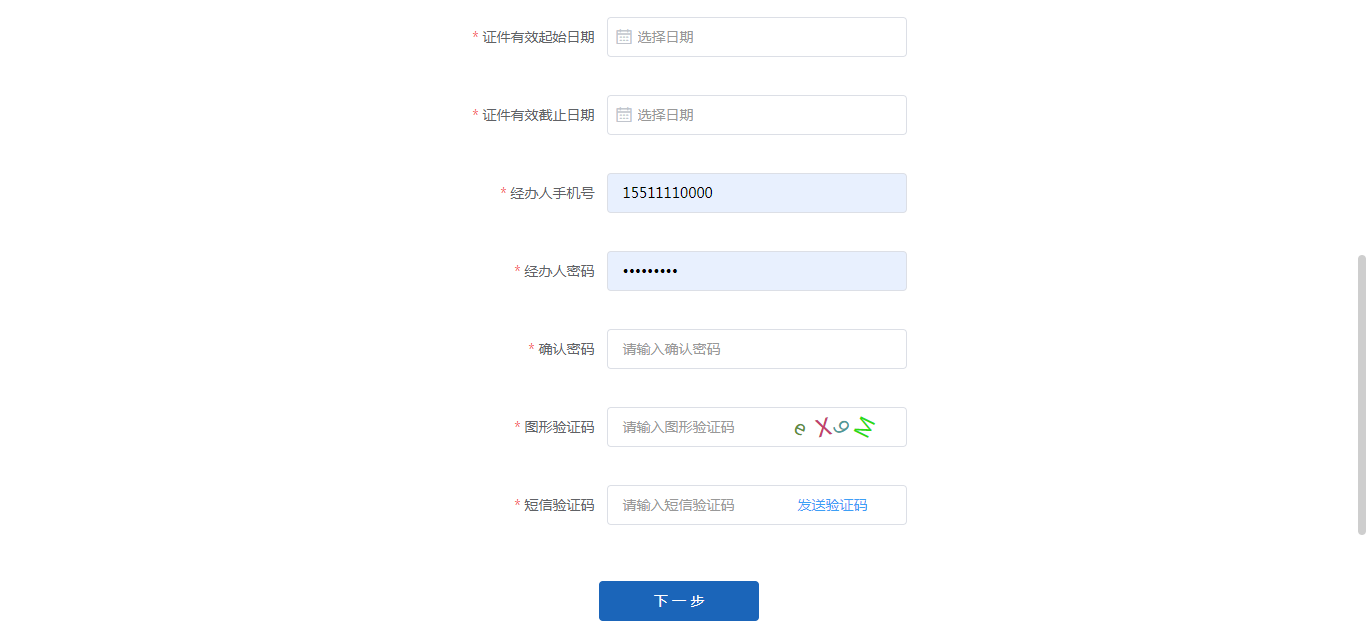 * 证件有效起始日期 选择日期
* 证件有效截止日期 选择日期
* 经办人手机号 15511110000
* 经办人密码 •••••••••
* 确认密码 请输入确认密码
* 图形验证码 请输入图形验证码 eX9M
* 短信验证码 请输入短信验证码 发送验证码
下一步